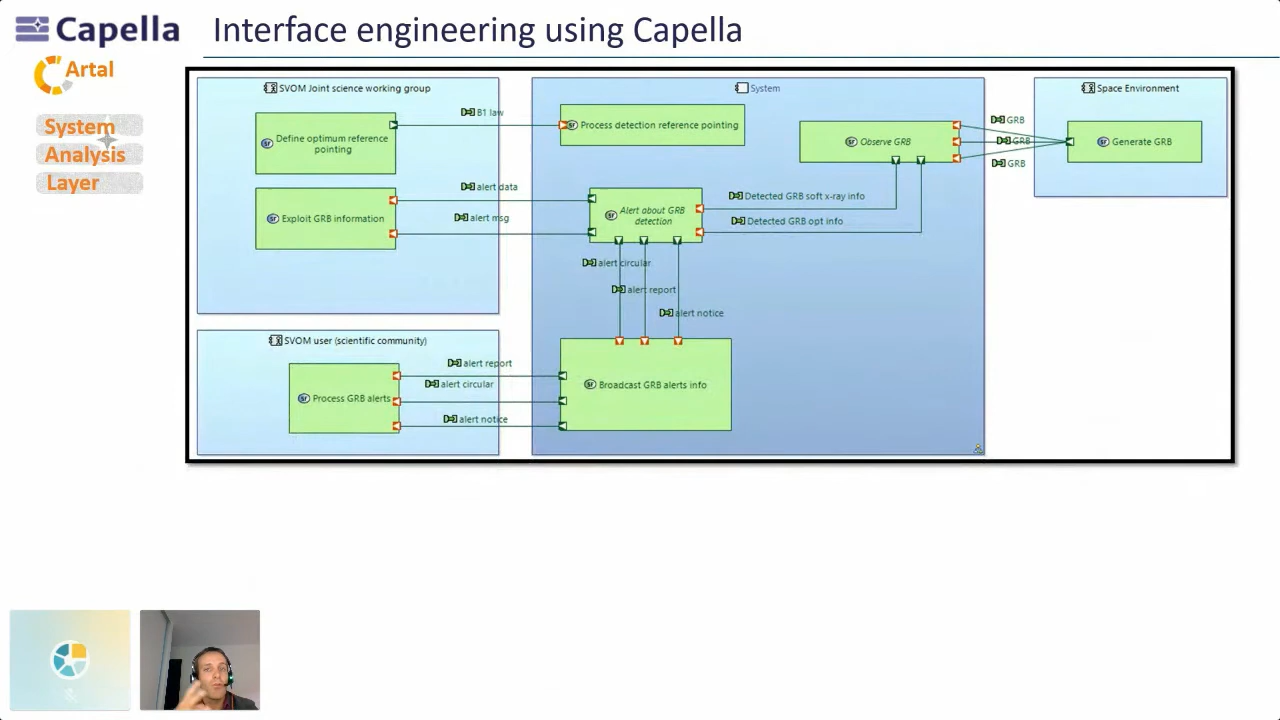 Capella
Interface engineering using Capella
Artal
System
Analysis
Layer
SVOM Joint science working group
System
Space Environment
B1 law
Define optimum reference
pointing
Process detection reference pointing
Observe GRB
GRB
GRB
GRB
Generate GRB
alert data
alert msg
Exploit GRB information
Alert about GRB
detection
Detected GRB soft x-ray info
Detected GRB opt info
alert circular
alert report
alert notice
SVOM user (scientific community)
alert report
alert circular
alert notice
Process GRB alerts
Broadcast GRB alerts info